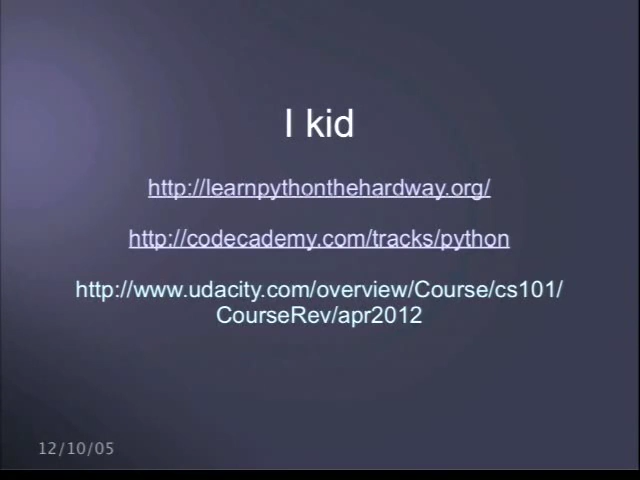 I kid
http://learnpythonthehardway.org/
http://codecademy.com/tracks/python
http://www.udacity.com/overview/Course/cs101/
CourseRev/apr2012
12/10/05